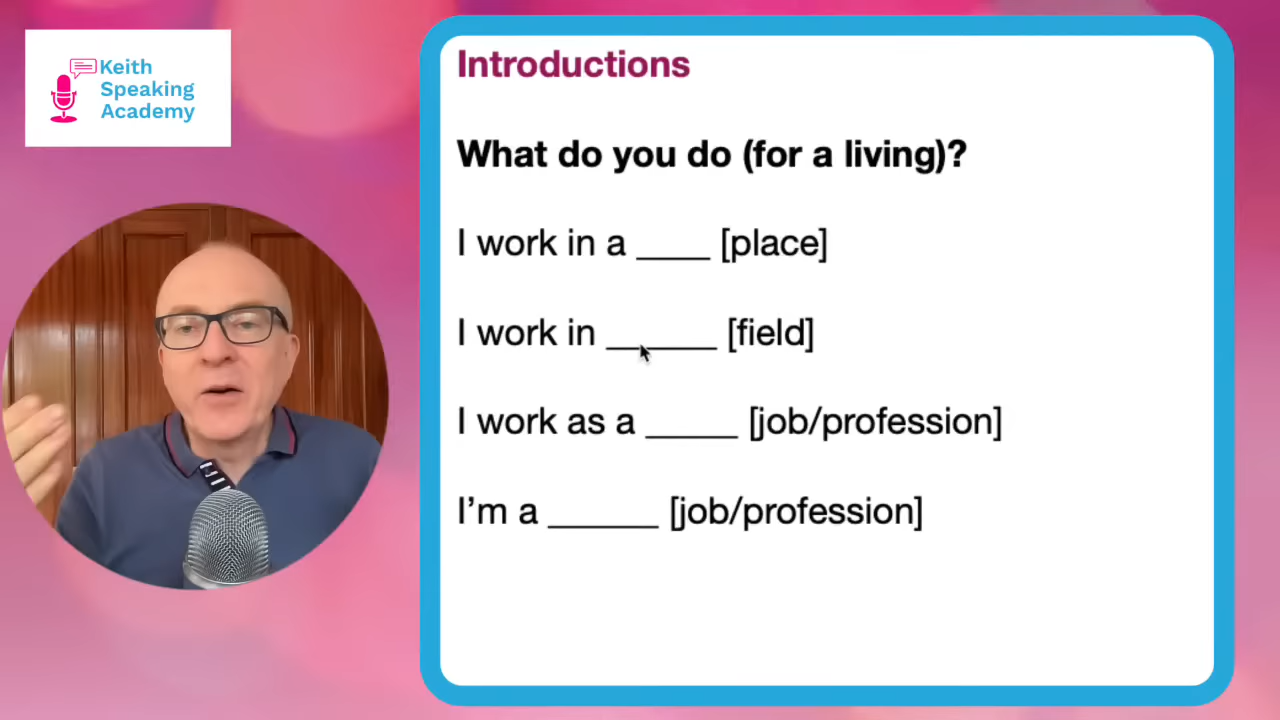 Keith
Speaking
Academy
Introductions
What do you do (for a living)?
I work in a ____ [place]
I work in ______ [field]
I work as a _____ [job/profession]
I’m a ______ [job/profession]